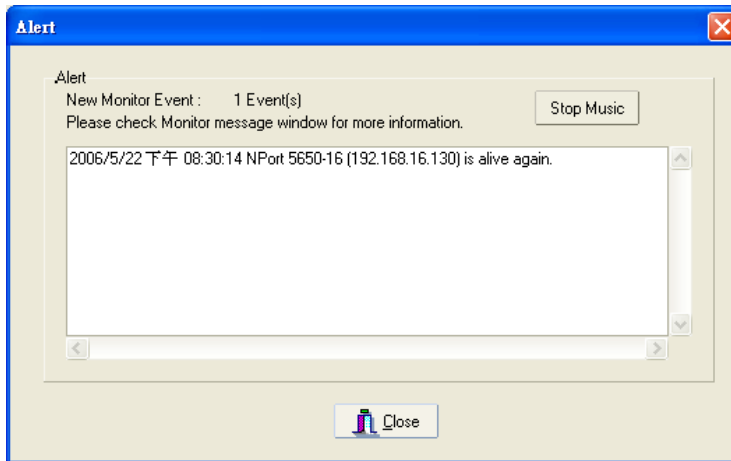 Alert
Alert
New Monitor Event : 1 Event(s)
Stop Music
Please check Monitor message window for more information.
2006/5/22 下午 08:30:14 NPort 5650-16 (192.168.16.130) is alive again.
Close